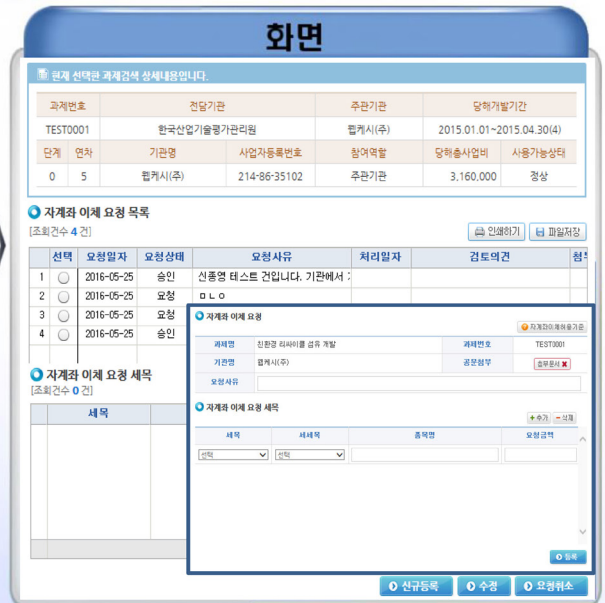 화면
현재 선택한 과제검색 상세내용입니다.
과제번호 전담기관 주관기관 당해개발기간
TEST0001 한국산업기술평가관리원 웹케시(주) 2015.01.01~2015.04.30(4)
단계 연차 기관명 사업자등록번호 참여역할 당해총사업비 사용가능상태
0 5 웹케시(주) 214-86-35102 주관기관 3,160,000 정상
자계좌 이체 요청 목록
[조회건수 4 건] 인쇄하기 파일저장
선택 요청일자 요청상태 요청사유 처리일자 검토의견 첨부
1 2016-05-25 승인 신종영 테스트 건입니다. 기관에서
2 2016-05-25 요청 ㅁㄴㅇ
3 2016-05-25 요청
4 2016-05-25 승인
자계좌 이체 요청 세목
[조회건수 0 건]
세목
자계좌 이체 요청
자계좌이체허용기준
과제명 친환경 리싸이클 섬유 개발 과제번호 TEST0001
기관명 웹케시(주) 공문첨부 첨부문서
요청사유
자계좌 이체 요청 세목
추가 삭제
세목 세세목 품목명 요청금액
선택 선택
등록
신규등록 수정 요청취소